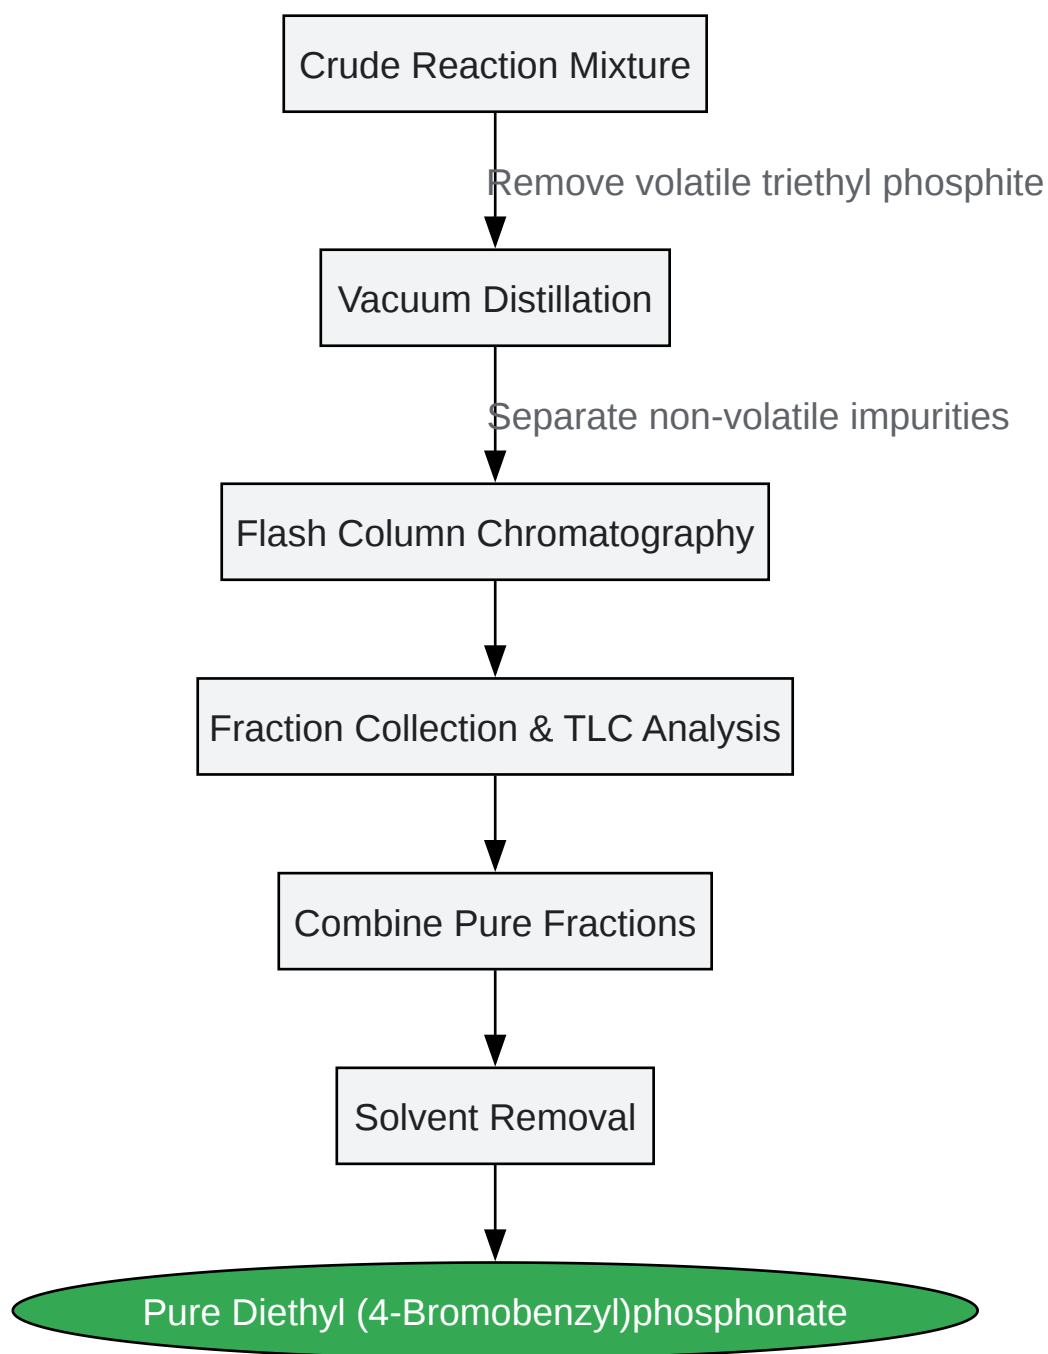 Crude Reaction Mixture
Remove volatile triethyl phosphite
Vacuum Distillation
Separate non-volatile impurities
Flash Column Chromatography
Fraction Collection & TLC Analysis
Combine Pure Fractions
Solvent Removal
Pure Diethyl (4-Bromobenzyl)phosphonate